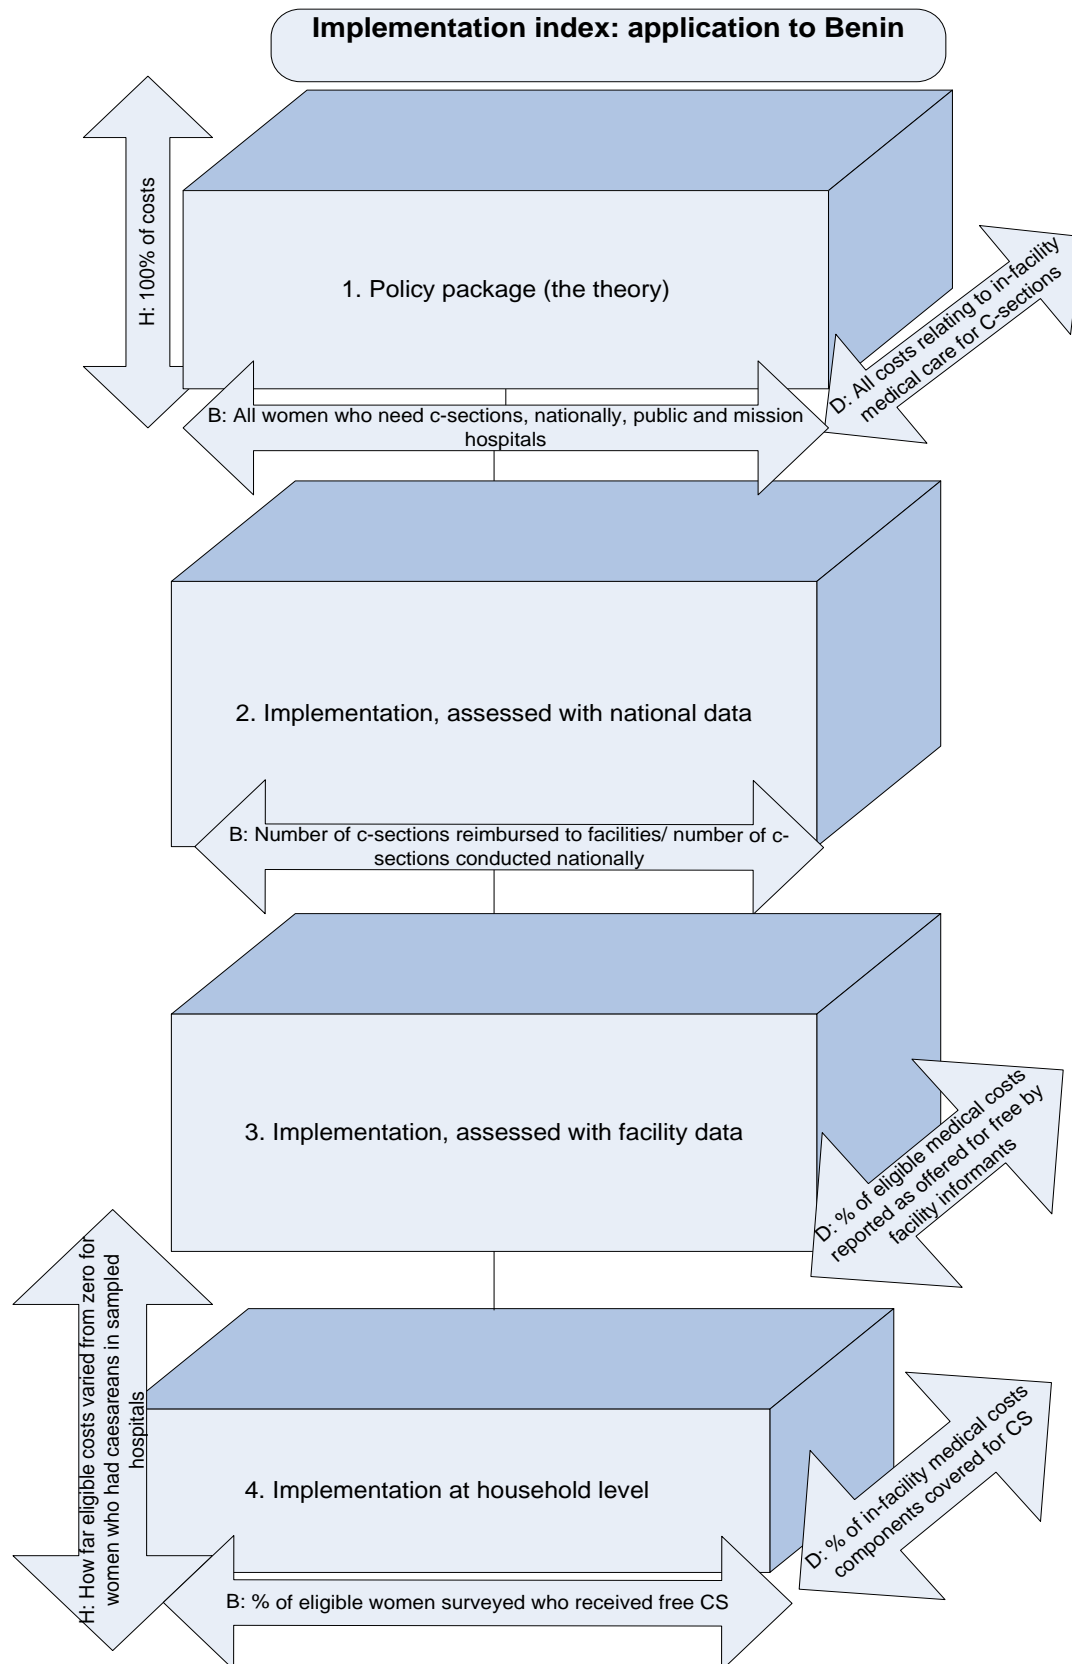 Implementation index: application to Benin
H: 100% of costs
1. Policy package (the theory)
D: All costs relating to in-facility
medical care for C-sections
B: All women who need c-sections, nationally, public and mission
hospitals
2. Implementation, assessed with national data
B: Number of c-sections reimbursed to facilities/ number of c-
sections conducted nationally
3. Implementation, assessed with facility data
D: % of eligible medical costs
reported as offered for free by
facility informants
H: How far eligible costs varied from zero for
women who had caesareans in sampled
hospitals
4. Implementation at household level
D: % of in-facility medical costs
components covered for CS
B: % of eligible women surveyed who received free CS